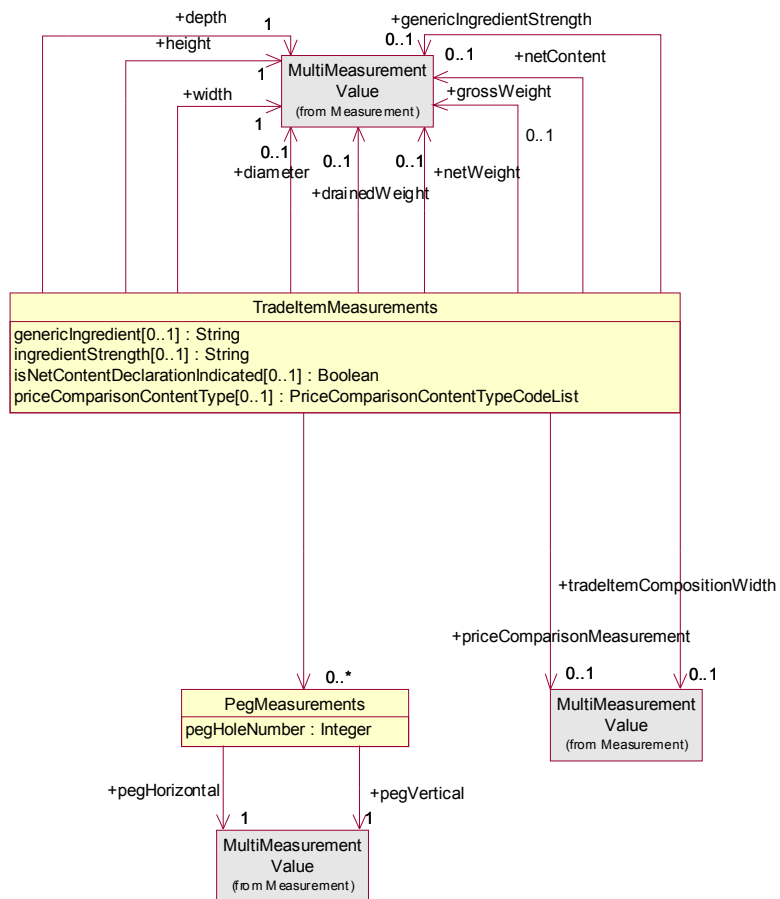 +depth
1
+genericIngredientStrength
0..1
+height
1
0..1
+netContent
MultiMeasurement
Value
(from Measurement)
+width
1
+grossWeight
0..1
0..1
+diameter
0..1
+drainedWeight
0..1
+netWeight
TradeItemMeasurements
genericIngredient[0..1] : String
ingredientStrength[0..1] : String
isNetContentDeclarationIndicated[0..1] : Boolean
priceComparisonContentType[0..1] : PriceComparisonContentTypeCodeList
+tradeItemCompositionWidth
+priceComparisonMeasurement
0..*
0..1
0..1
PegMeasurements
pegHoleNumber : Integer
MultiMeasurement
Value
(from Measurement)
+pegHorizontal
+pegVertical
1
1
MultiMeasurement
Value
(from Measurement)